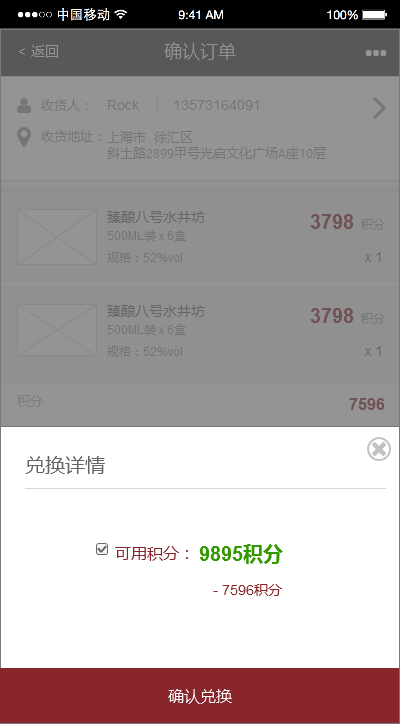 中国移动 9:41 AM 100%
< 返回 确认订单
收货人： Rock 13573164091
收货地址：上海市 徐汇区
斜土路2899甲号光启文化广场A座10层
臻酿八号水井坊 3798 积分
500ML装 x 6盒
规格：52%vol x 1
臻酿八号水井坊 3798 积分
500ML装 x 6盒
规格：52%vol x 1
积分 7596
兑换详情
可用积分： 9895积分
- 7596积分
确认兑换